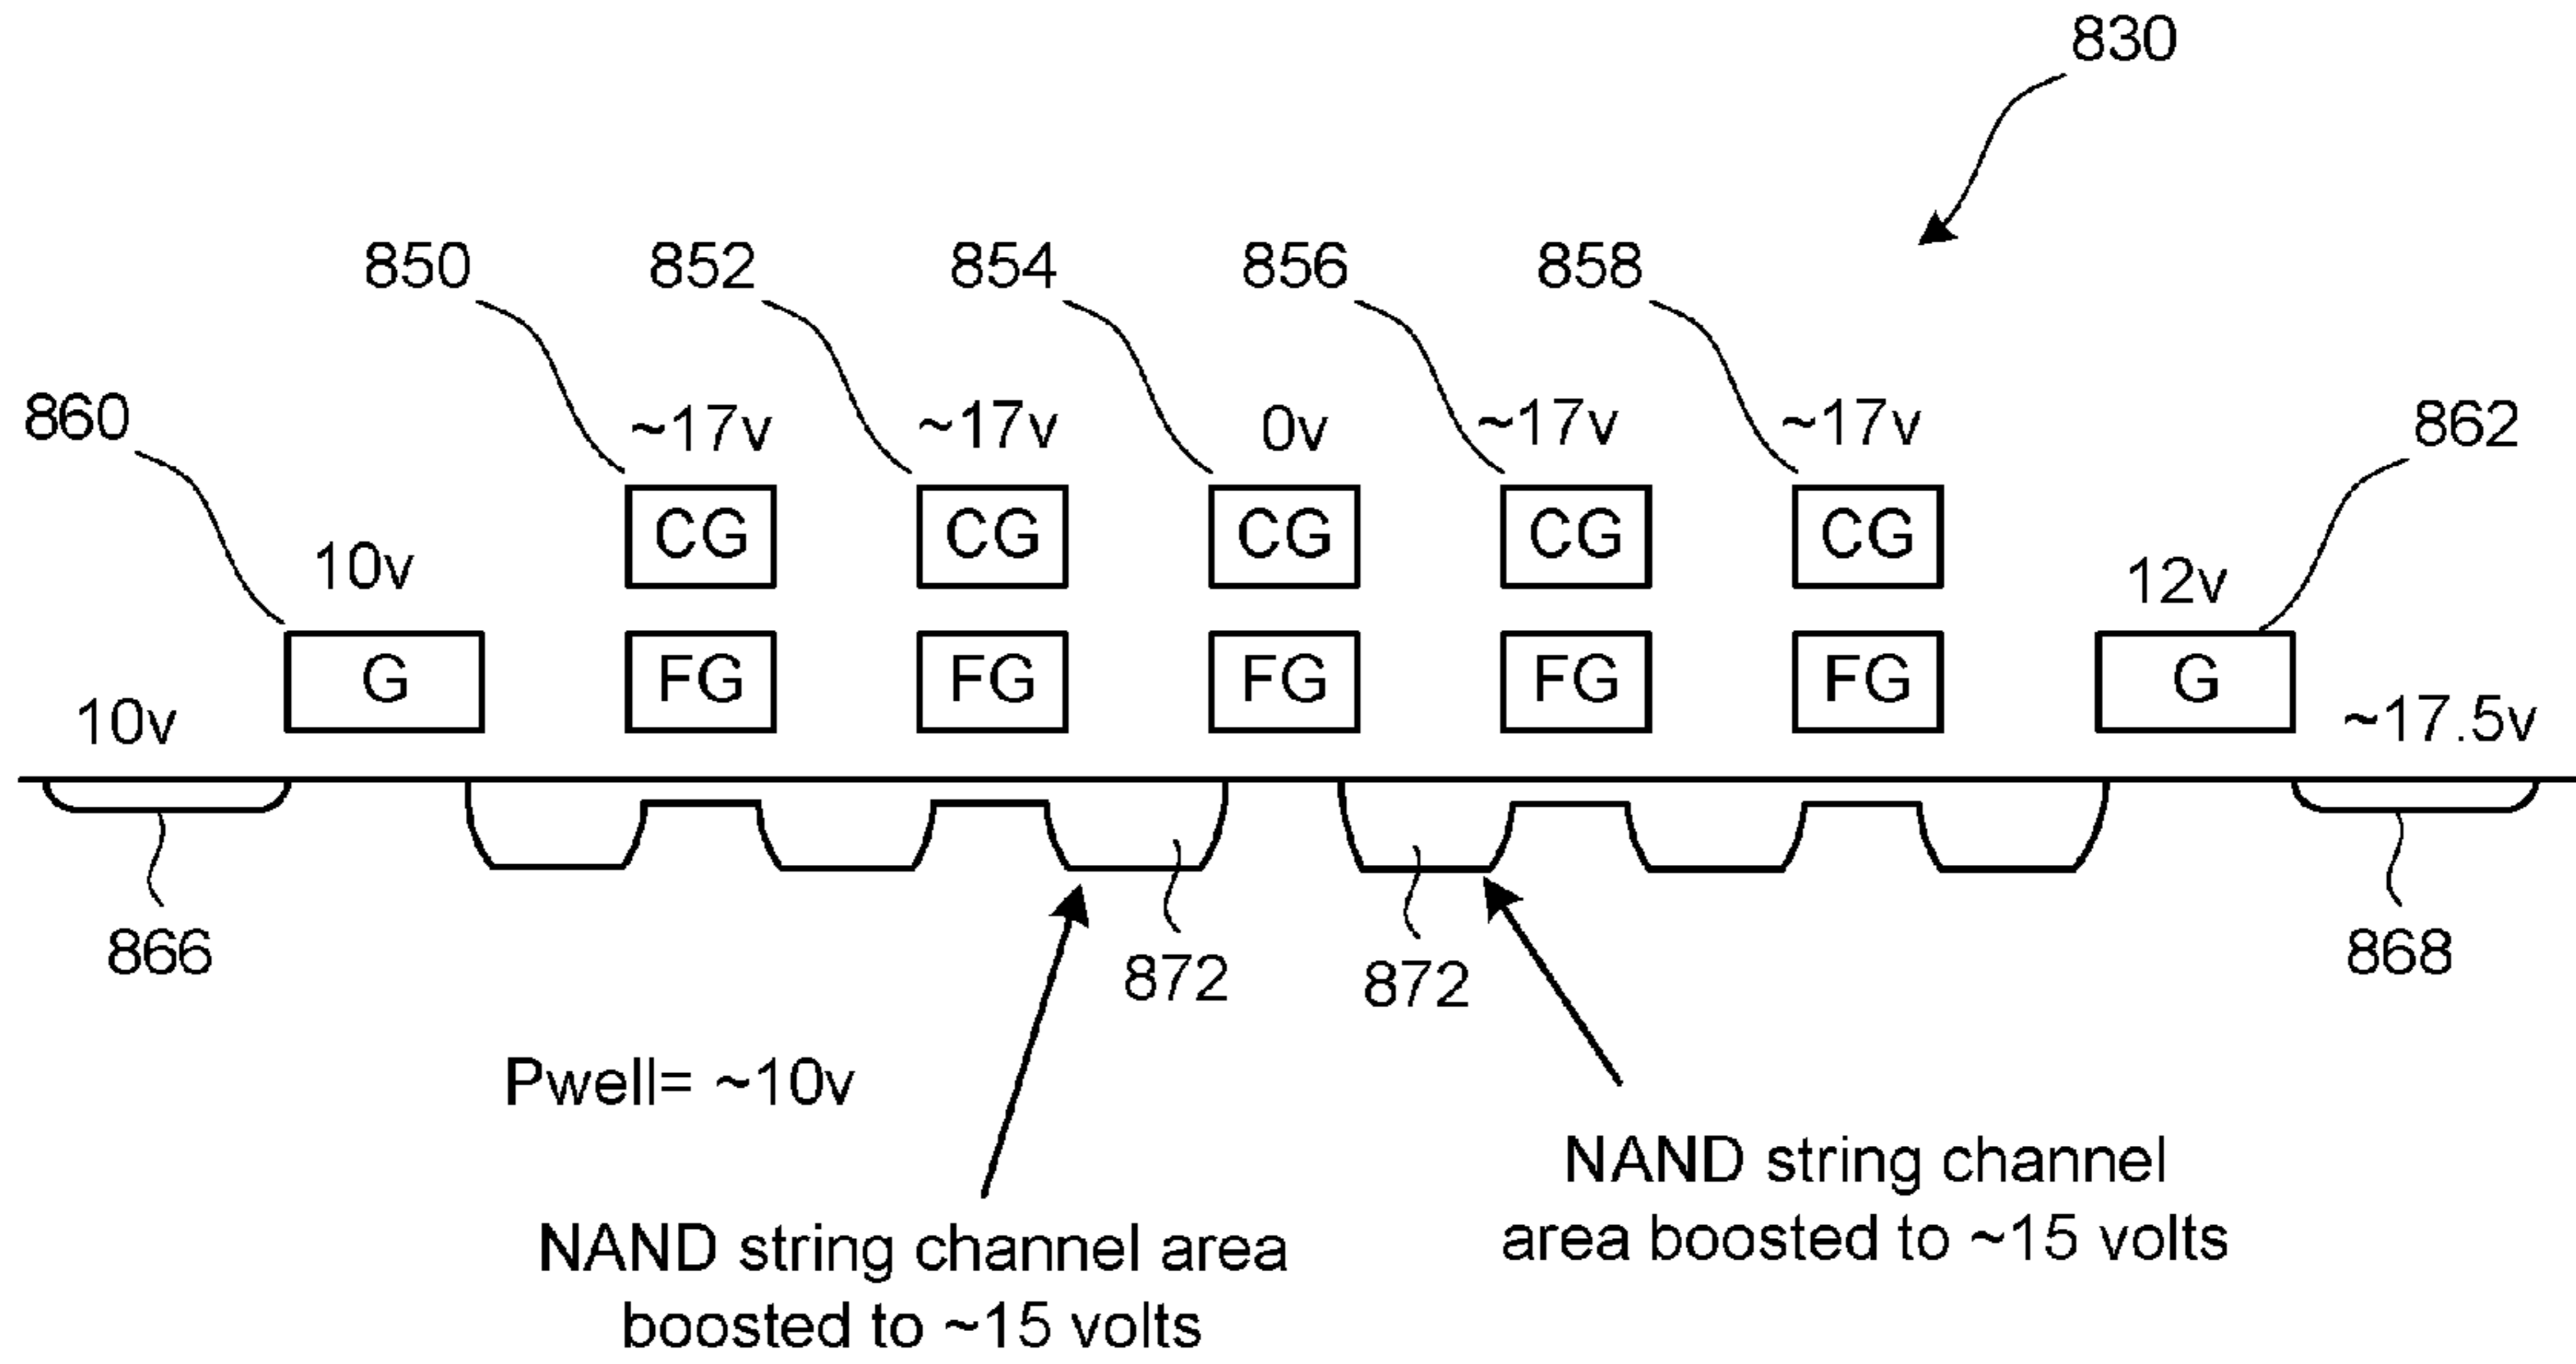 830
850
852
854
856
858
860
~17v
~17v
0v
~17v
~17v
862
10v
CG
CG
CG
CG
CG
12v
10v
G
FG
FG
FG
FG
FG
G
~17.5v
866
872
872
868
Pwell= ~10v
NAND string channel area
boosted to ~15 volts
NAND string channel
area boosted to ~15 volts